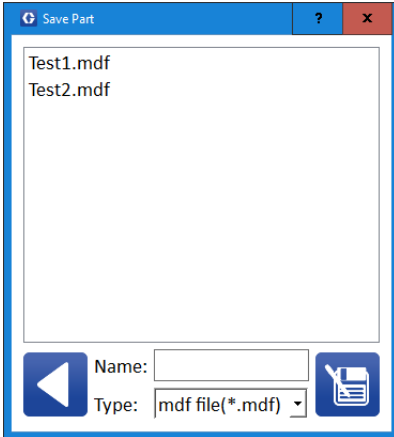 Save Part
? x
Test1.mdf
Test2.mdf
Name:
Type: mdf file(*.mdf)